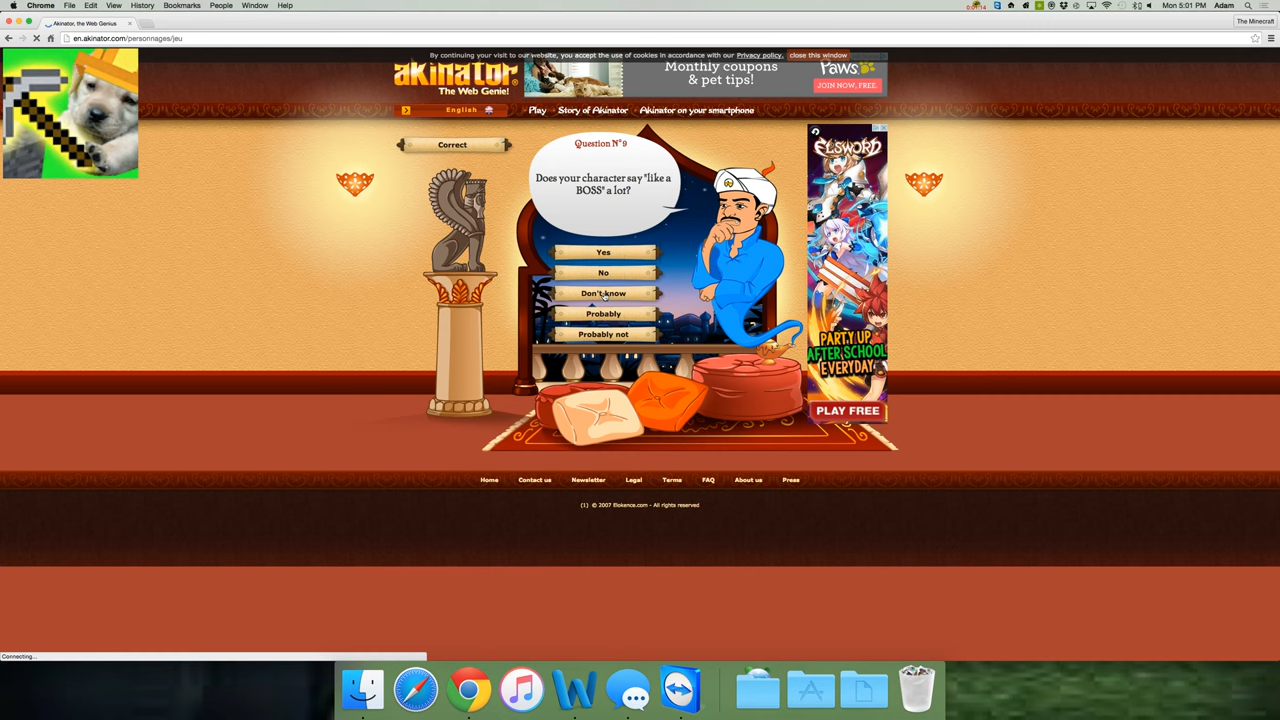 Chrome File Edit View History Bookmarks People Window Help
Mon 5:01 PM Adam
Akinator, the Web Genius
The Minecraft
en.akinator.com/personnages/jeu
By continuing your visit to our website, you accept the use of cookies in accordance with our Privacy policy. close this window
akinator
The Web Genie!
Monthly coupons
& pet tips!
Paws
JOIN NOW, FREE.
English
Play
Story of Akinator
Akinator on your smartphone
Correct
Question N°9
Does your character say "like a
BOSS" a lot?
Yes
No
Don't know
Probably
Probably not
ELSWORD
PARTY UP
AFTER SCHOOL
EVERYDAY
PLAY FREE
Home Contact us Newsletter Legal Terms FAQ About us Press
(1) © 2007 Elokence.com - All rights reserved
Connecting...